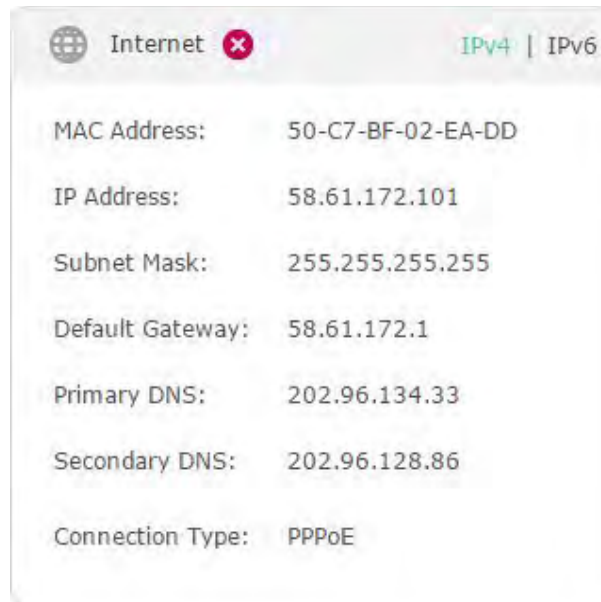 Internet IPv4 | IPv6
MAC Address: 50-C7-BF-02-EA-DD
IP Address: 58.61.172.101
Subnet Mask: 255.255.255.255
Default Gateway: 58.61.172.1
Primary DNS: 202.96.134.33
Secondary DNS: 202.96.128.86
Connection Type: PPPoE